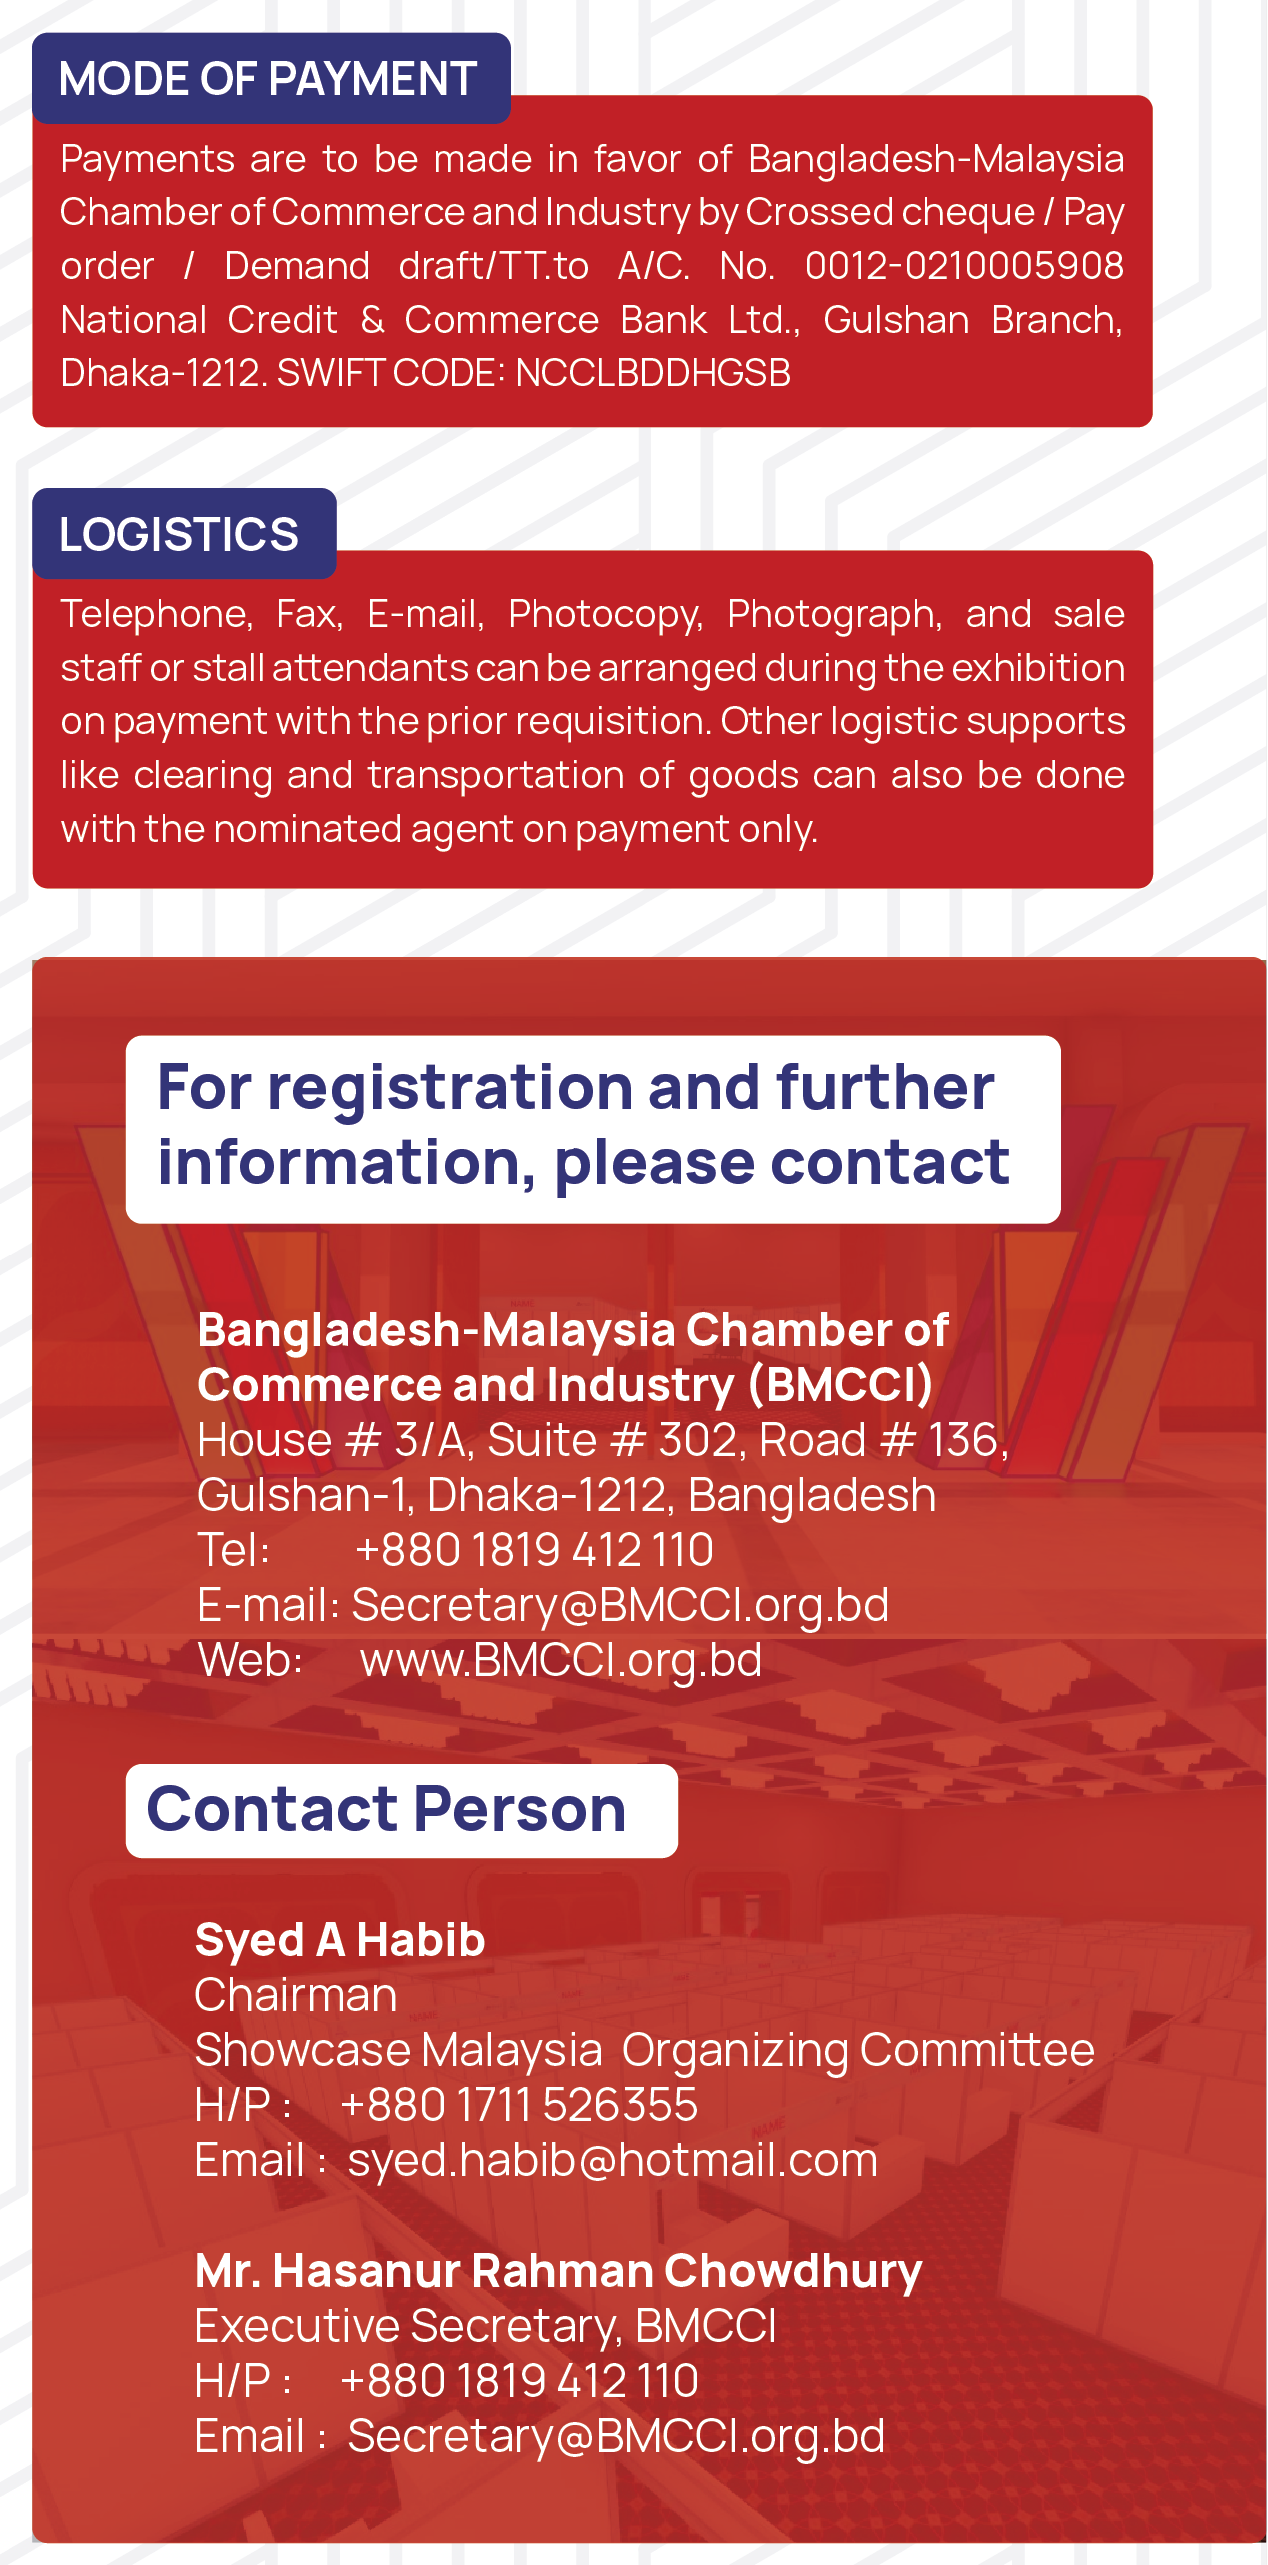 MODE OF PAYMENT
Payments are to be made in favor of Bangladesh-Malaysia
Chamber of Commerce and Industry by Crossed cheque / Pay
order / Demand draft/TT.to A/C. No. 0012-0210005908
National Credit & Commerce Bank Ltd., Gulshan Branch,
Dhaka-1212. SWIFT CODE: NCCLBDDHGSB
LOGISTICS
Telephone, Fax, E-mail, Photocopy, Photograph, and sale
staff or stall attendants can be arranged during the exhibition
on payment with the prior requisition. Other logistic supports
like clearing and transportation of goods can also be done
with the nominated agent on payment only.
For registration and further
information, please contact
Bangladesh-Malaysia Chamber of
Commerce and Industry (BMCCI)
House # 3/A, Suite # 302, Road # 136,
Gulshan-1, Dhaka-1212, Bangladesh
Tel: +880 1819 412 110
E-mail: Secretary@BMCCI.org.bd
Web: www.BMCCI.org.bd
Contact Person
Syed A Habib
Chairman
Showcase Malaysia Organizing Committee
H/P : +880 1711 526355
Email : syed.habib@hotmail.com
Mr. Hasanur Rahman Chowdhury
Executive Secretary, BMCCI
H/P : +880 1819 412 110
Email : Secretary@BMCCI.org.bd